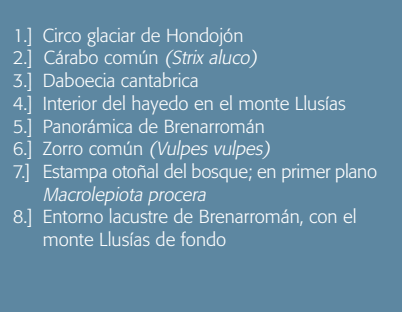 1.] Circo glaciar de Hondojón
2.] Cárabo común (Strix aluco)
3.] Daboecia cantabrica
4.] Interior del hayedo en el monte Llusías
5.] Panorámica de Brenarromán
6.] Zorro común (Vulpes vulpes)
7.] Estampa otoñal del bosque; en primer plano
Macrolepiota procera
8.] Entorno lacustre de Brenarromán, con el
monte Llusías de fondo